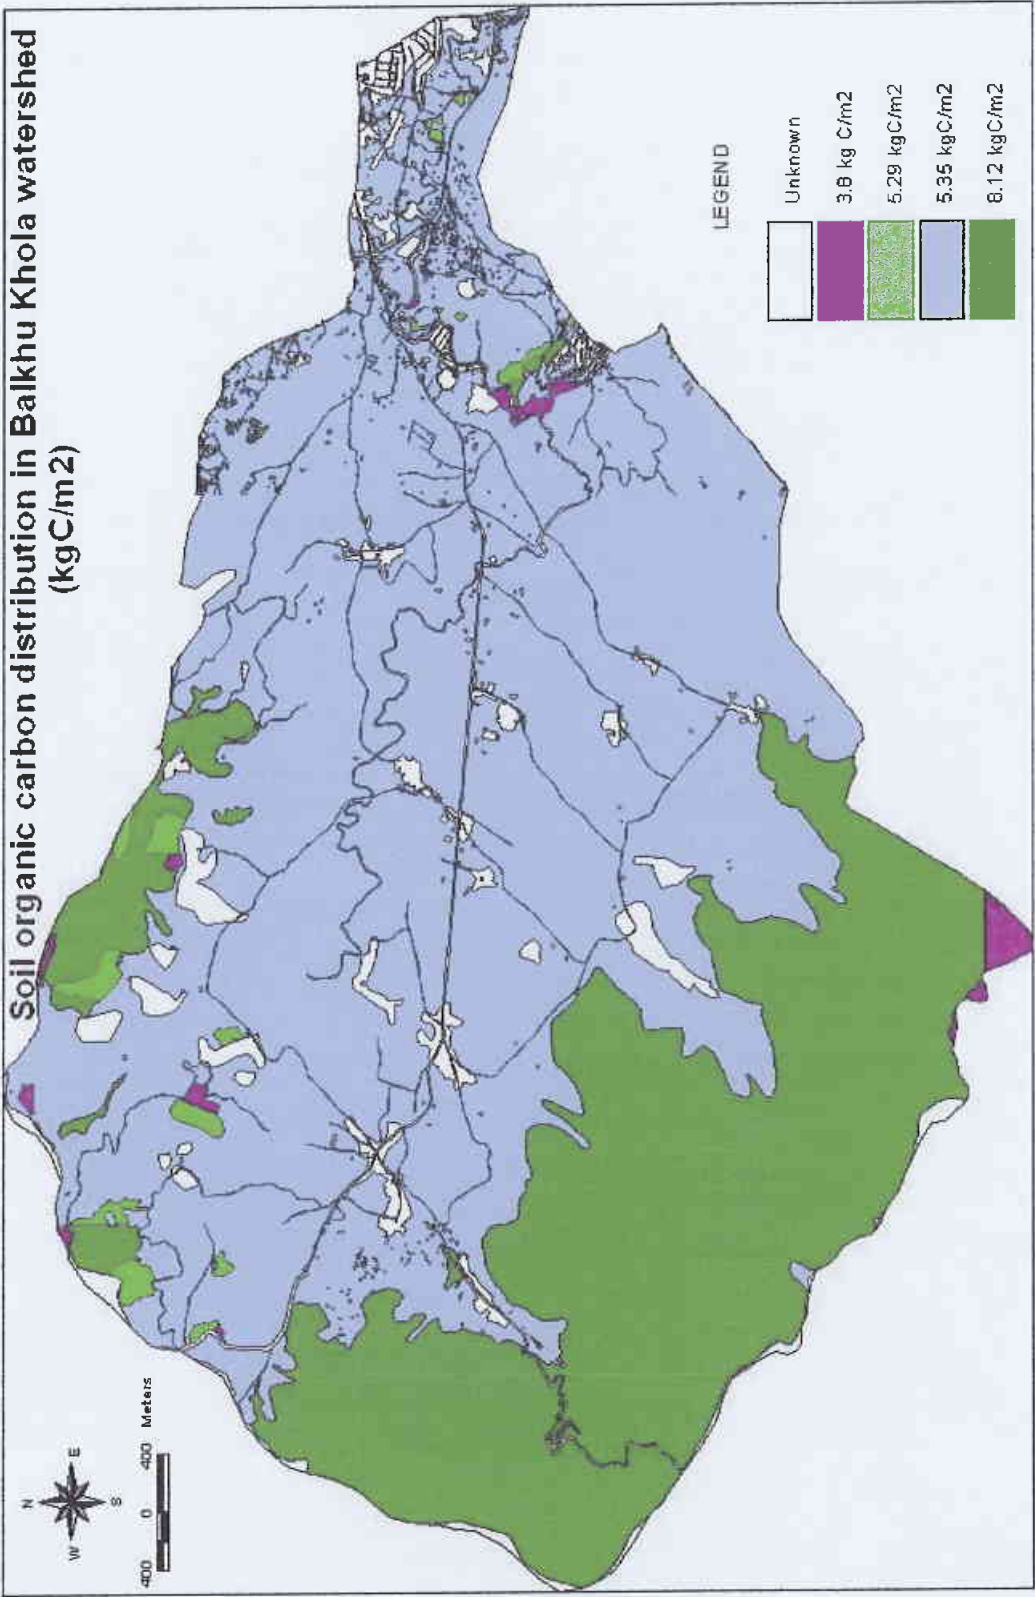 Soil organic carbon distribution in Balkhu Khola watershed
(kgC/m2)
N
W
E
S
400 0 400 Meters
LEGEND
Unknown
3.8 kg C/m2
5.29 kgC/m2
5.35 kgC/m2
8.12 kgC/m2